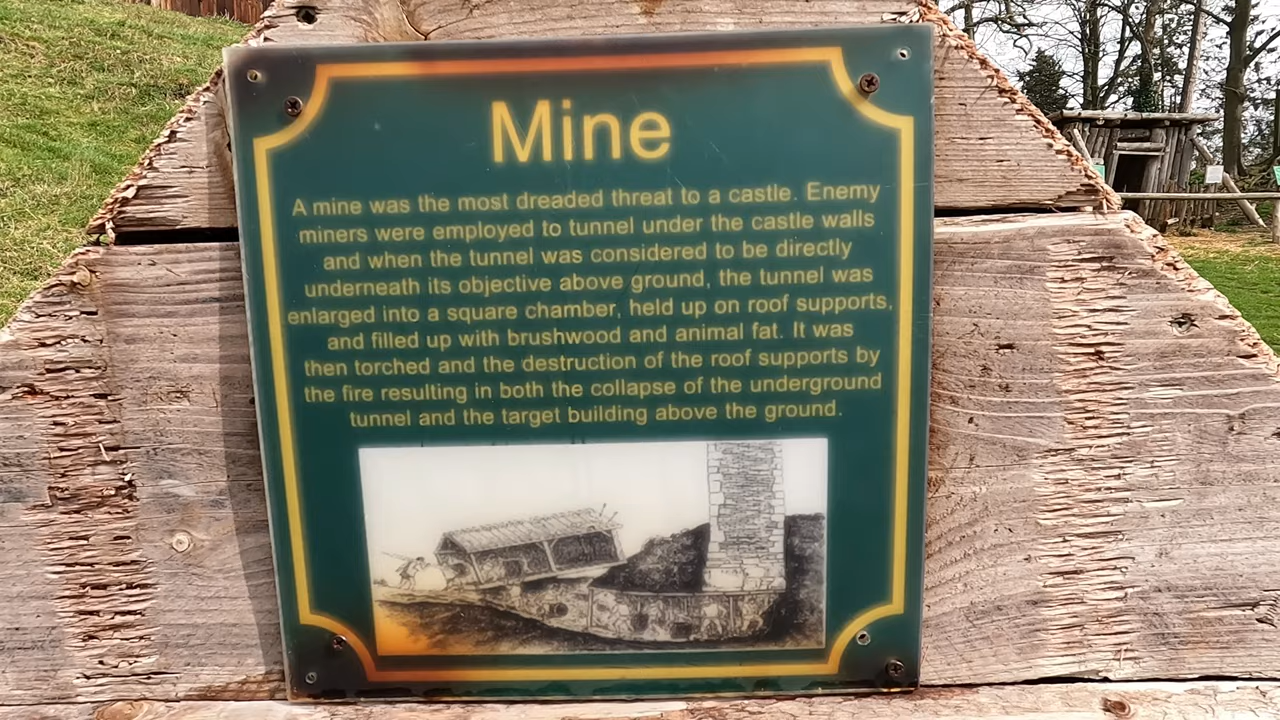 Mine
A mine was the most dreaded threat to a castle. Enemy
miners were employed to tunnel under the castle walls
and when the tunnel was considered to be directly
underneath its objective above ground, the tunnel was
enlarged into a square chamber, held up on roof supports,
and filled up with brushwood and animal fat. It was
then torched and the destruction of the roof supports by
the fire resulting in both the collapse of the underground
tunnel and the target building above the ground.